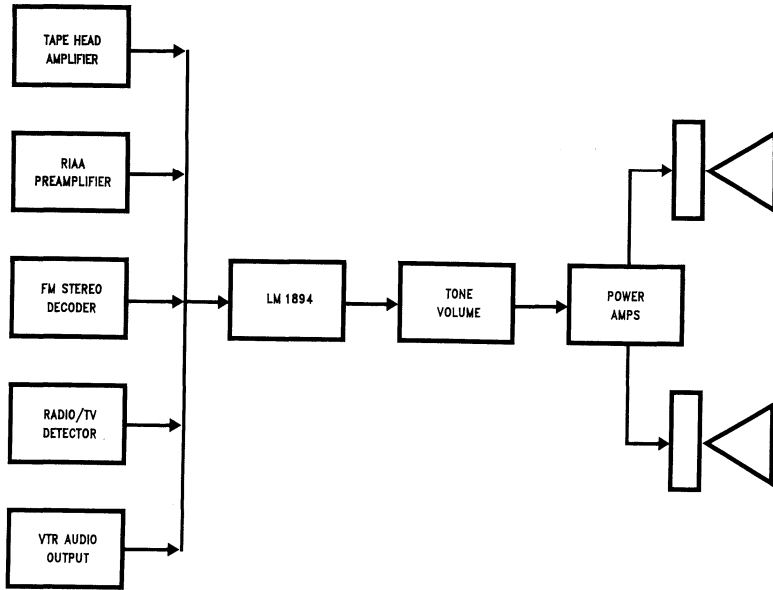 TAPE HEAD
AMPLIFIER
RIAA
PREAMPLIFIER
FM STEREO
DECODER
LM 1894
TONE
VOLUME
POWER
AMPS
RADIO/TV
DETECTOR
VTR AUDIO
OUTPUT